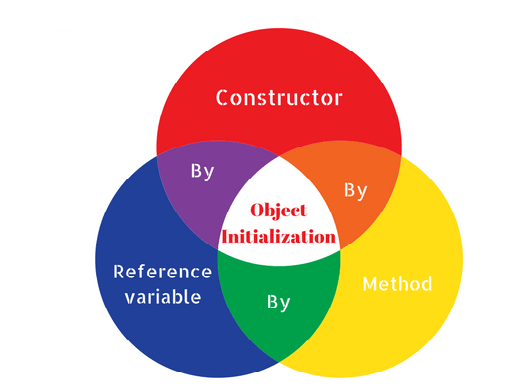 Constructor
By
By
Object
Initialization
Reference
variable
Method
By